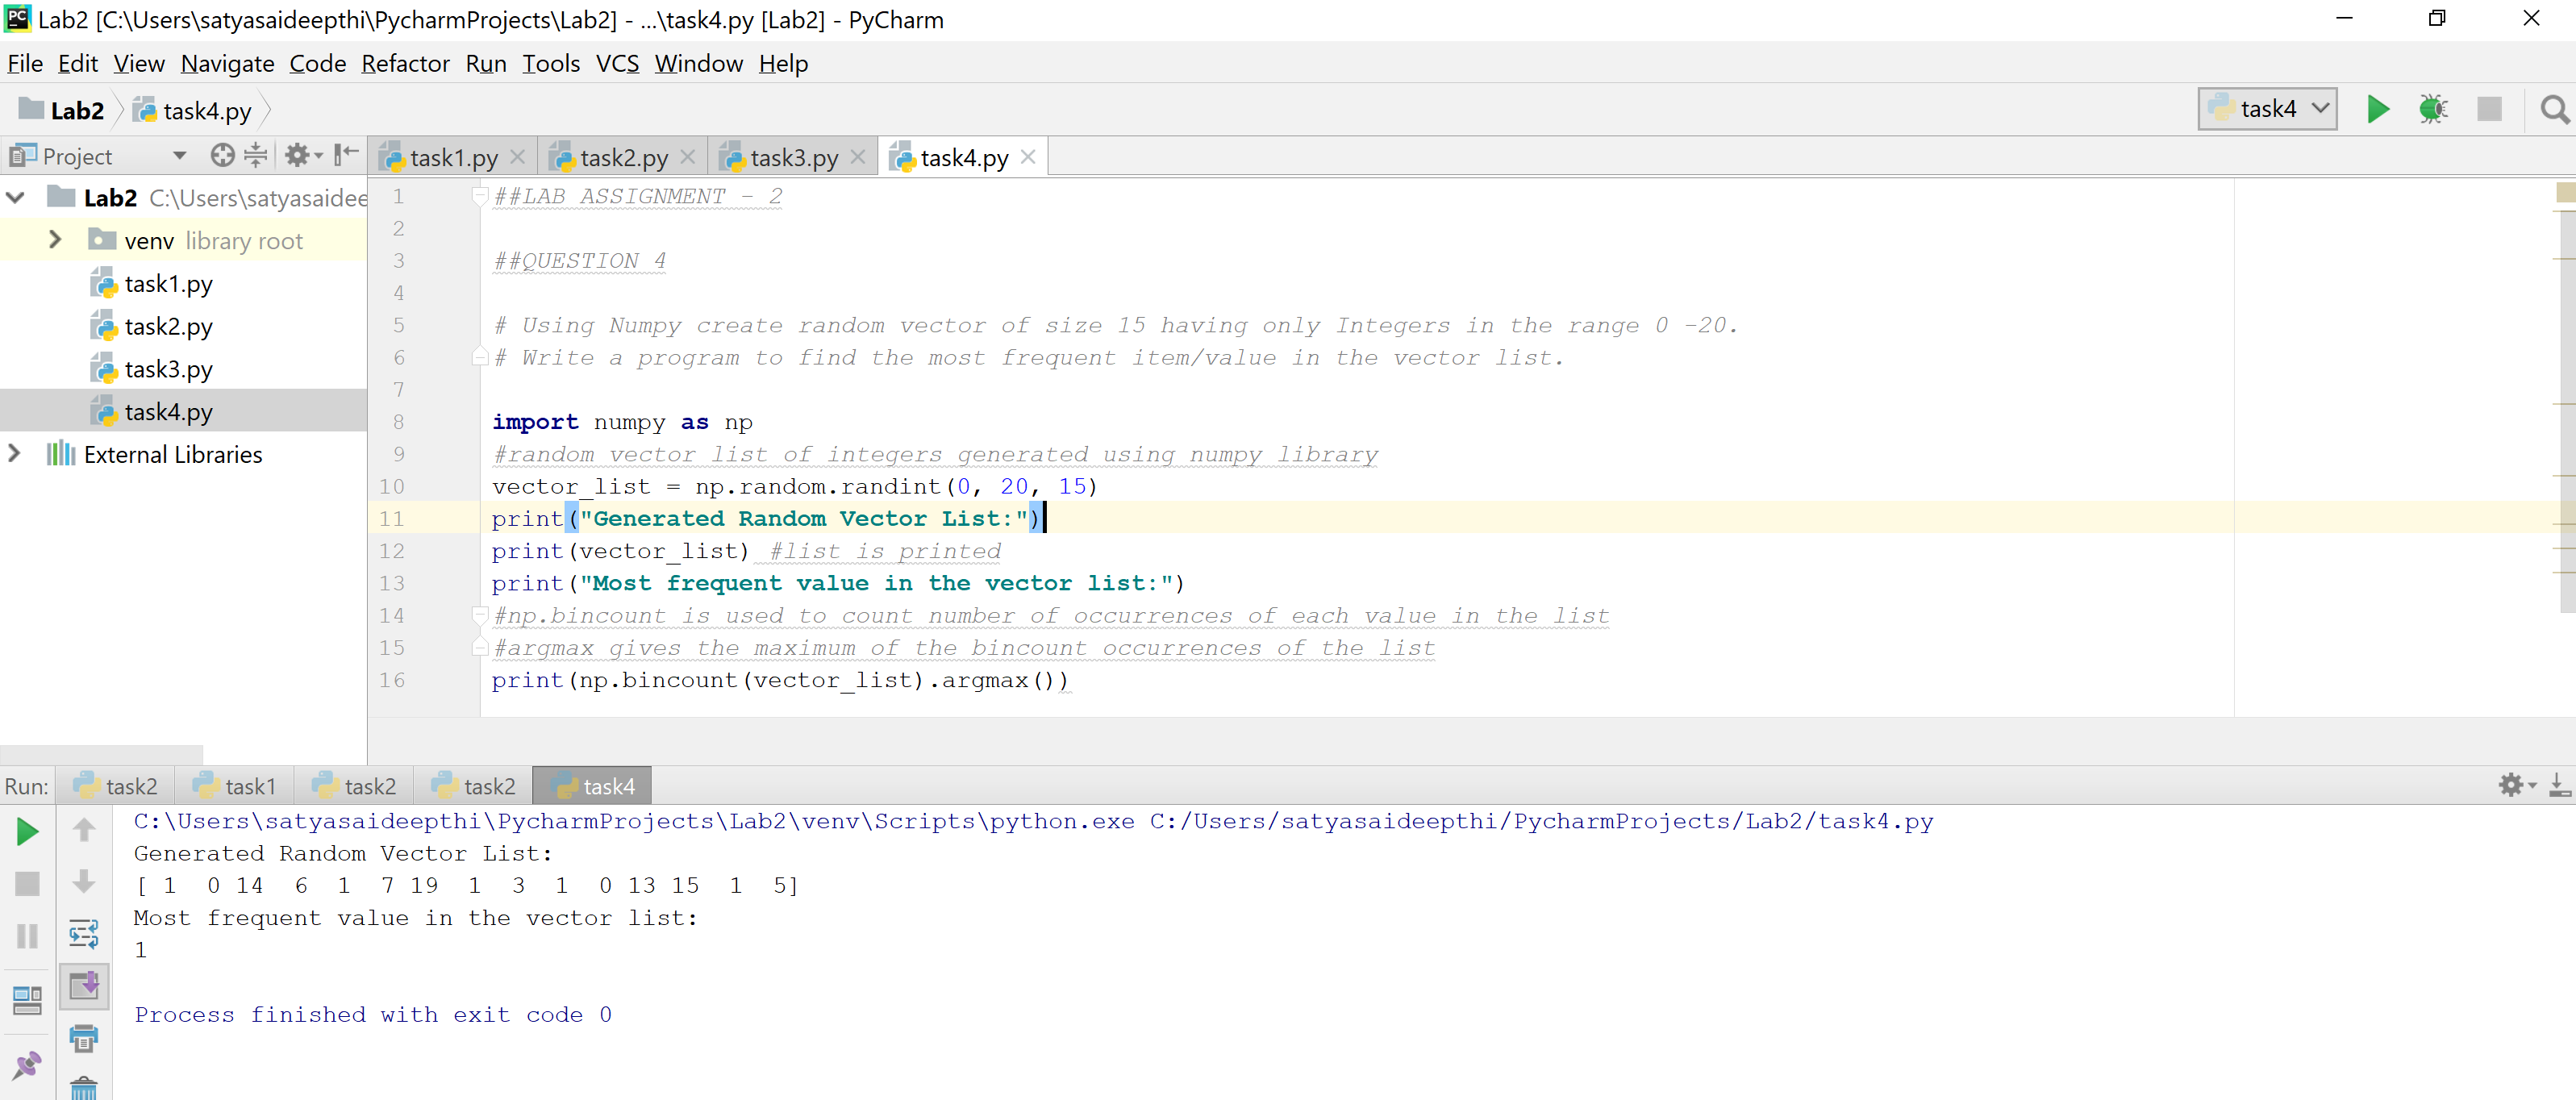 Lab2 [C:\Users\satyasaideepthi\PycharmProjects\Lab2] - ...\task4.py [Lab2] - PyCharm
File Edit View Navigate Code Refactor Run Tools VCS Window Help
Lab2 task4.py
task4
Project
task1.py task2.py task3.py task4.py
Lab2 C:\Users\satyasaidee
venv library root
task1.py
task2.py
task3.py
task4.py
External Libraries
1 ##LAB ASSIGNMENT - 2
2
3 ##QUESTION 4
4
5 # Using Numpy create random vector of size 15 having only Integers in the range 0 -20.
6 # Write a program to find the most frequent item/value in the vector list.
7
8 import numpy as np
9 #random vector list of integers generated using numpy library
10 vector_list = np.random.randint(0, 20, 15)
11 print("Generated Random Vector List:")
12 print(vector_list) #list is printed
13 print("Most frequent value in the vector list:")
14 #np.bincount is used to count number of occurrences of each value in the list
15 #argmax gives the maximum of the bincount occurrences of the list
16 print(np.bincount(vector_list).argmax())
Run: task2 task1 task2 task2 task4
C:\Users\satyasaideepthi\PycharmProjects\Lab2\venv\Scripts\python.exe C:/Users/satyasaideepthi/PycharmProjects/Lab2/task4.py
Generated Random Vector List:
[ 1  0 14  6  1  7 19  1  3  1  0 13 15  1  5]
Most frequent value in the vector list:
1
Process finished with exit code 0